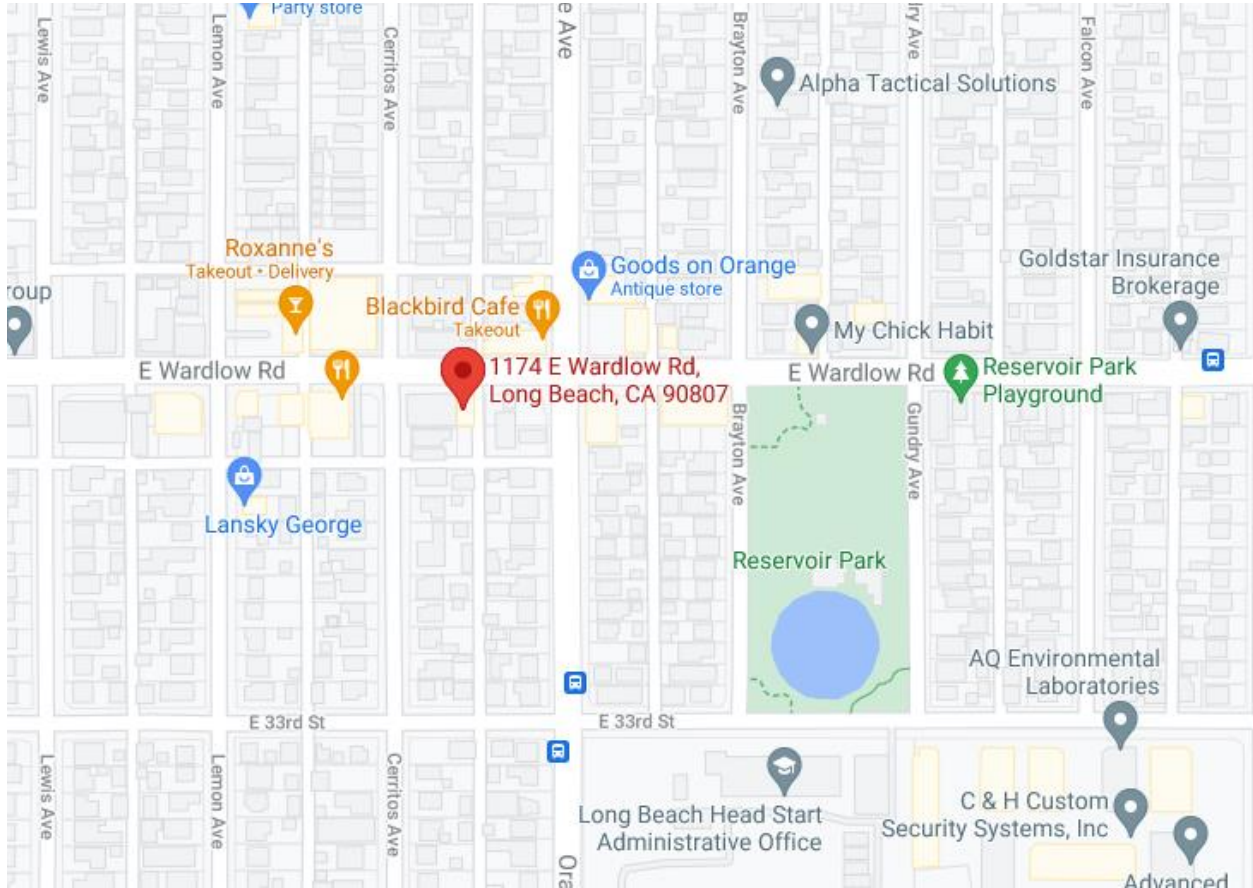 Party store
Lewis Ave
Lemon Ave
Cerritos Ave
e Ave
Brayton Ave
ry Ave
Falcon Ave
Alpha Tactical Solutions
Roxanne's
Takeout • Delivery
Goods on Orange
Antique store
Goldstar Insurance
Brokerage
roup
Blackbird Cafe
Takeout
My Chick Habit
E Wardlow Rd
1174 E Wardlow Rd,
Long Beach, CA 90807
E Wardlow Rd
Reservoir Park
Playground
Brayton Ave
Gundry Ave
Lansky George
Reservoir Park
AQ Environmental
Laboratories
E 33rd St
E 33rd St
Lewis Ave
Lemon Ave
Cerritos Ave
Ora
Long Beach Head Start
Administrative Office
C & H Custom
Security Systems, Inc
Advanced